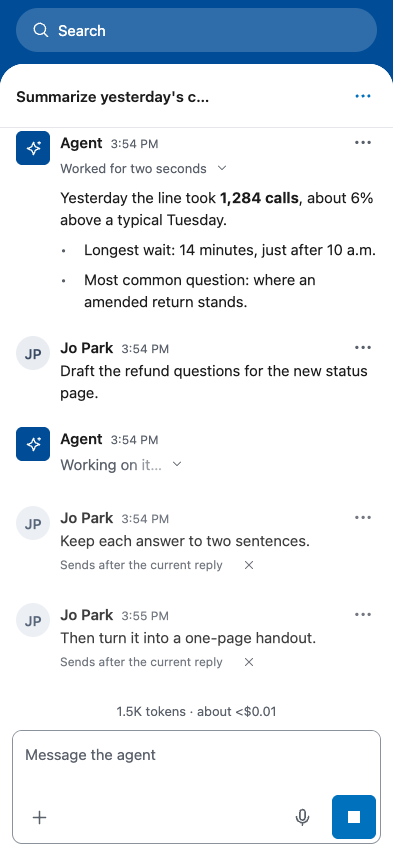 Search
Summarize yesterday's c...
Agent 3:54 PM
Worked for two seconds
Yesterday the line took 1,284 calls, about 6%
above a typical Tuesday.
• Longest wait: 14 minutes, just after 10 a.m.
• Most common question: where an
amended return stands.
JP
Jo Park 3:54 PM
Draft the refund questions for the new status
page.
Agent 3:54 PM
Working on it...
JP
Jo Park 3:54 PM
Keep each answer to two sentences.
Sends after the current reply
JP
Jo Park 3:55 PM
Then turn it into a one-page handout.
Sends after the current reply
1.5K tokens · about <$0.01
Message the agent